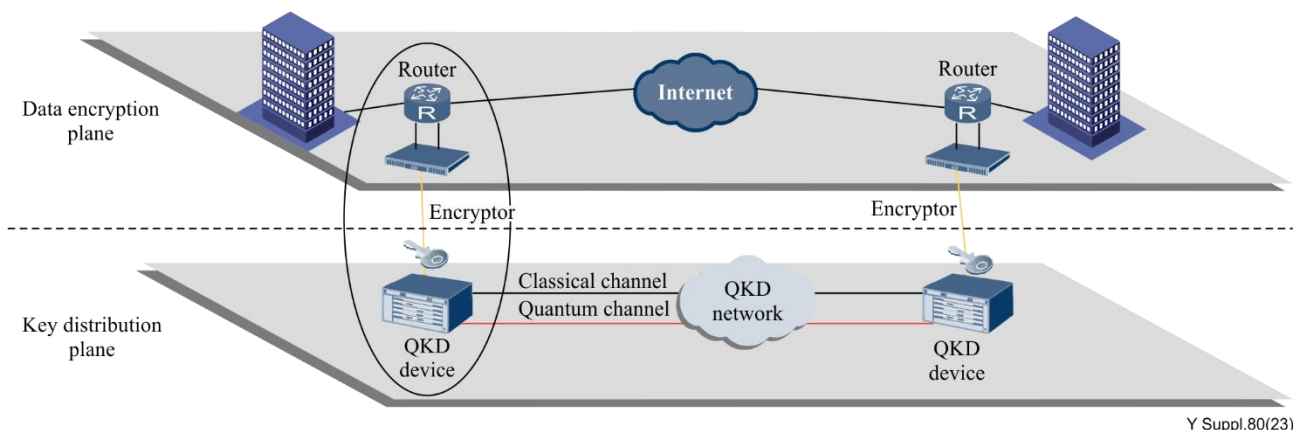 Router
Router
Internet
R
R
Data encryption
plane
Encryptor
Encryptor
Classical channel
Quantum channel
QKD
network
Key distribution
plane
QKD
device
QKD
device
Y Suppl.80(23)